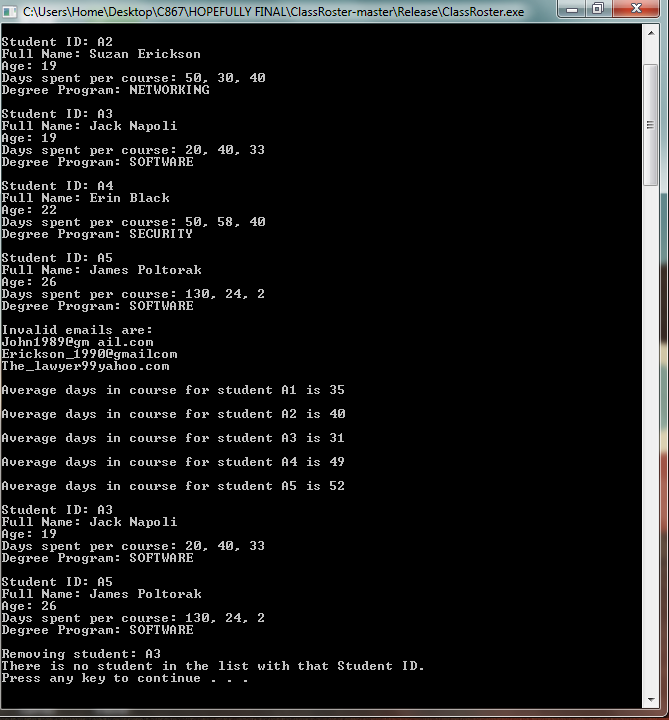 C:\Users\Home\Desktop\C867\HOPEFULLY FINAL\ClassRoster-master\Release\ClassRoster.exe
Student ID: A2
Full Name: Suzan Erickson
Age: 19
Days spent per course: 50, 30, 40
Degree Program: NETWORKING
Student ID: A3
Full Name: Jack Napoli
Age: 19
Days spent per course: 20, 40, 33
Degree Program: SOFTWARE
Student ID: A4
Full Name: Erin Black
Age: 22
Days spent per course: 50, 58, 40
Degree Program: SECURITY
Student ID: A5
Full Name: James Poltorak
Age: 26
Days spent per course: 130, 24, 2
Degree Program: SOFTWARE
Invalid emails are:
John1989@gm ail.com
Erickson_1990@gmailcom
The_lawyer99yahoo.com
Average days in course for student A1 is 35
Average days in course for student A2 is 40
Average days in course for student A3 is 31
Average days in course for student A4 is 49
Average days in course for student A5 is 52
Student ID: A3
Full Name: Jack Napoli
Age: 19
Days spent per course: 20, 40, 33
Degree Program: SOFTWARE
Student ID: A5
Full Name: James Poltorak
Age: 26
Days spent per course: 130, 24, 2
Degree Program: SOFTWARE
Removing student: A3
There is no student in the list with that Student ID.
Press any key to continue . . .